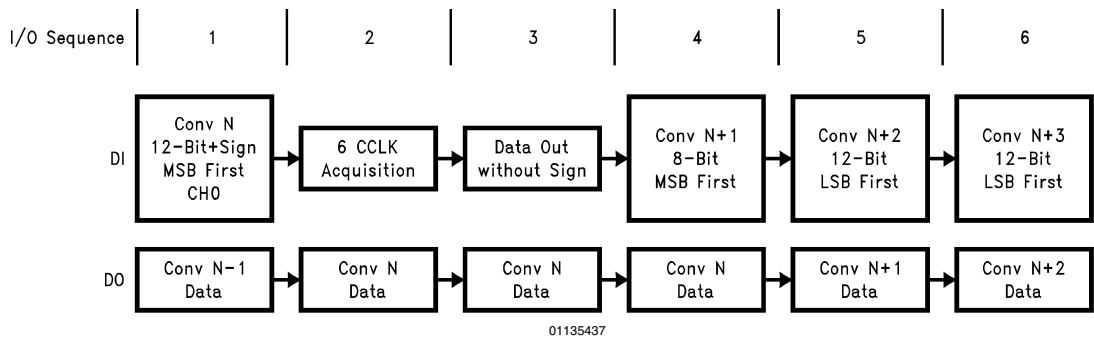 I/O Sequence 1 2 3 4 5 6
DI
Conv N
12-Bit+Sign
MSB First
CH0
6 CCLK
Acquisition
Data Out
without Sign
Conv N+1
8-Bit
MSB First
Conv N+2
12-Bit
LSB First
Conv N+3
12-Bit
LSB First
DO
Conv N-1
Data
Conv N
Data
Conv N
Data
Conv N
Data
Conv N+1
Data
Conv N+2
Data
01135437